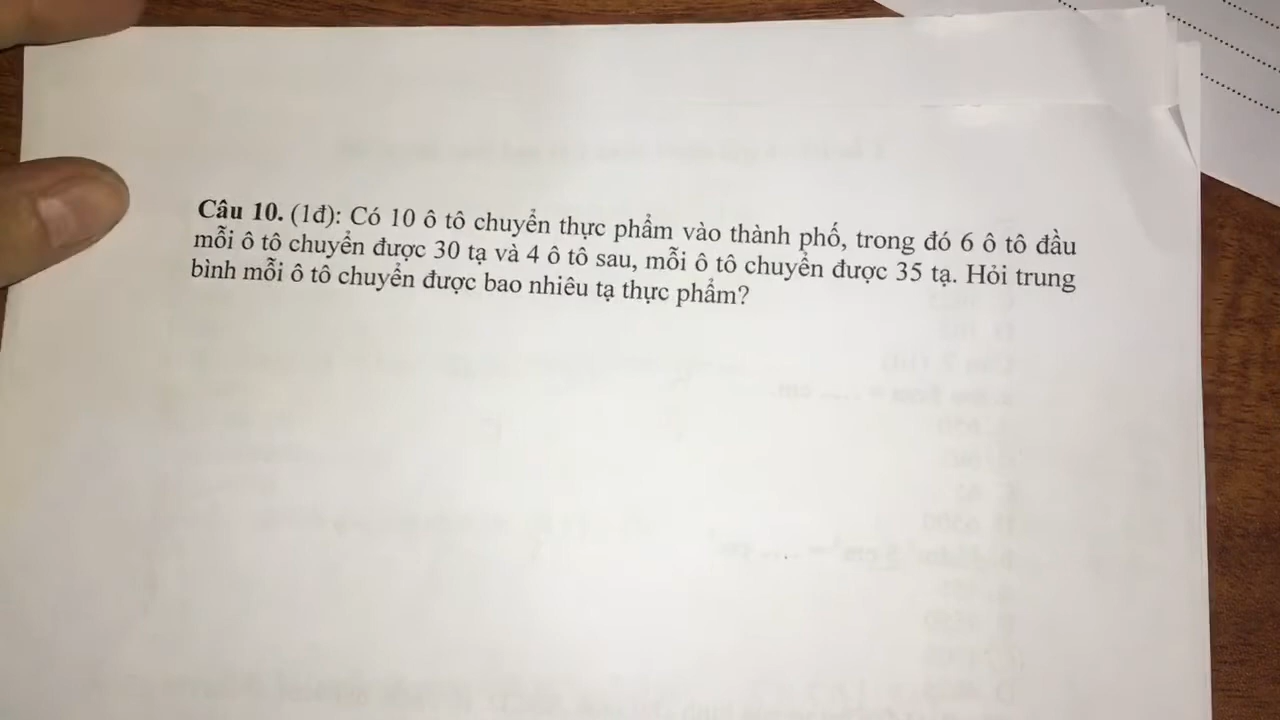 Câu 10. (1đ): Có 10 ô tô chuyển thực phẩm vào thành phố, trong đó 6 ô tô đầu
mỗi ô tô chuyển được 30 tạ và 4 ô tô sau, mỗi ô tô chuyển được 35 tạ. Hỏi trung
bình mỗi ô tô chuyển được bao nhiêu tạ thực phẩm?